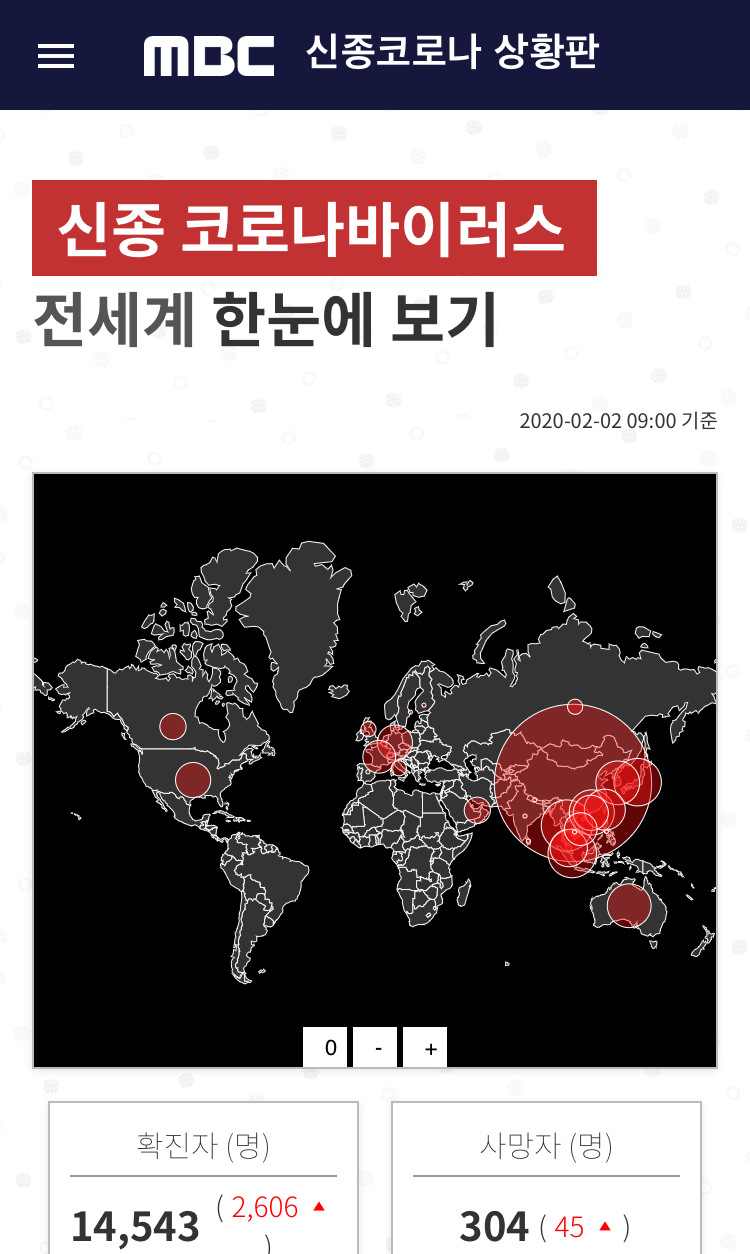 MBC 신종코로나 상황판
신종 코로나바이러스
전세계 한눈에 보기
2020-02-02 09:00 기준
0 - +
확진자 (명) 사망자 (명)
14,543 ( 2,606 ▲ ) 304 ( 45 ▲ )